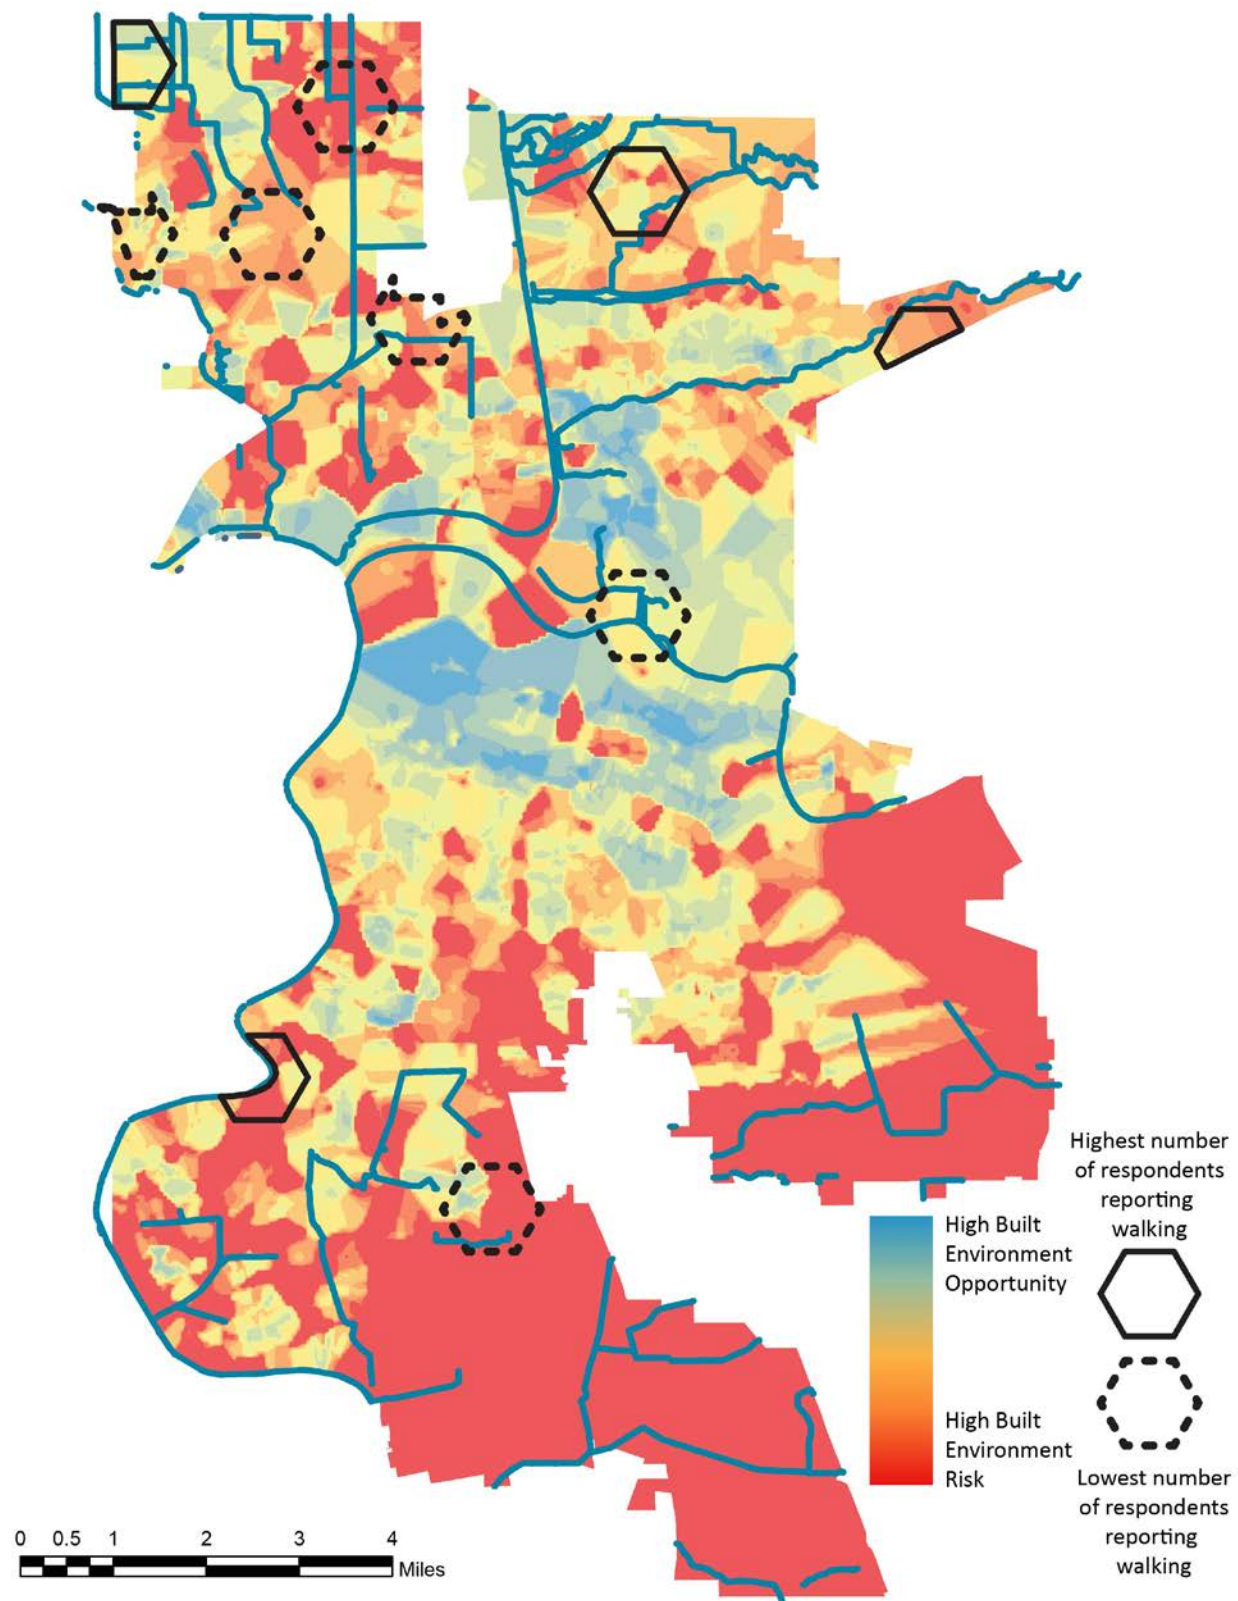 Highest number
of respondents
reporting
walking
High Built
Environment
Opportunity
High Built
Environment
Risk
Lowest number
of respondents
reporting
walking
0 0.5 1 2 3 4
Miles